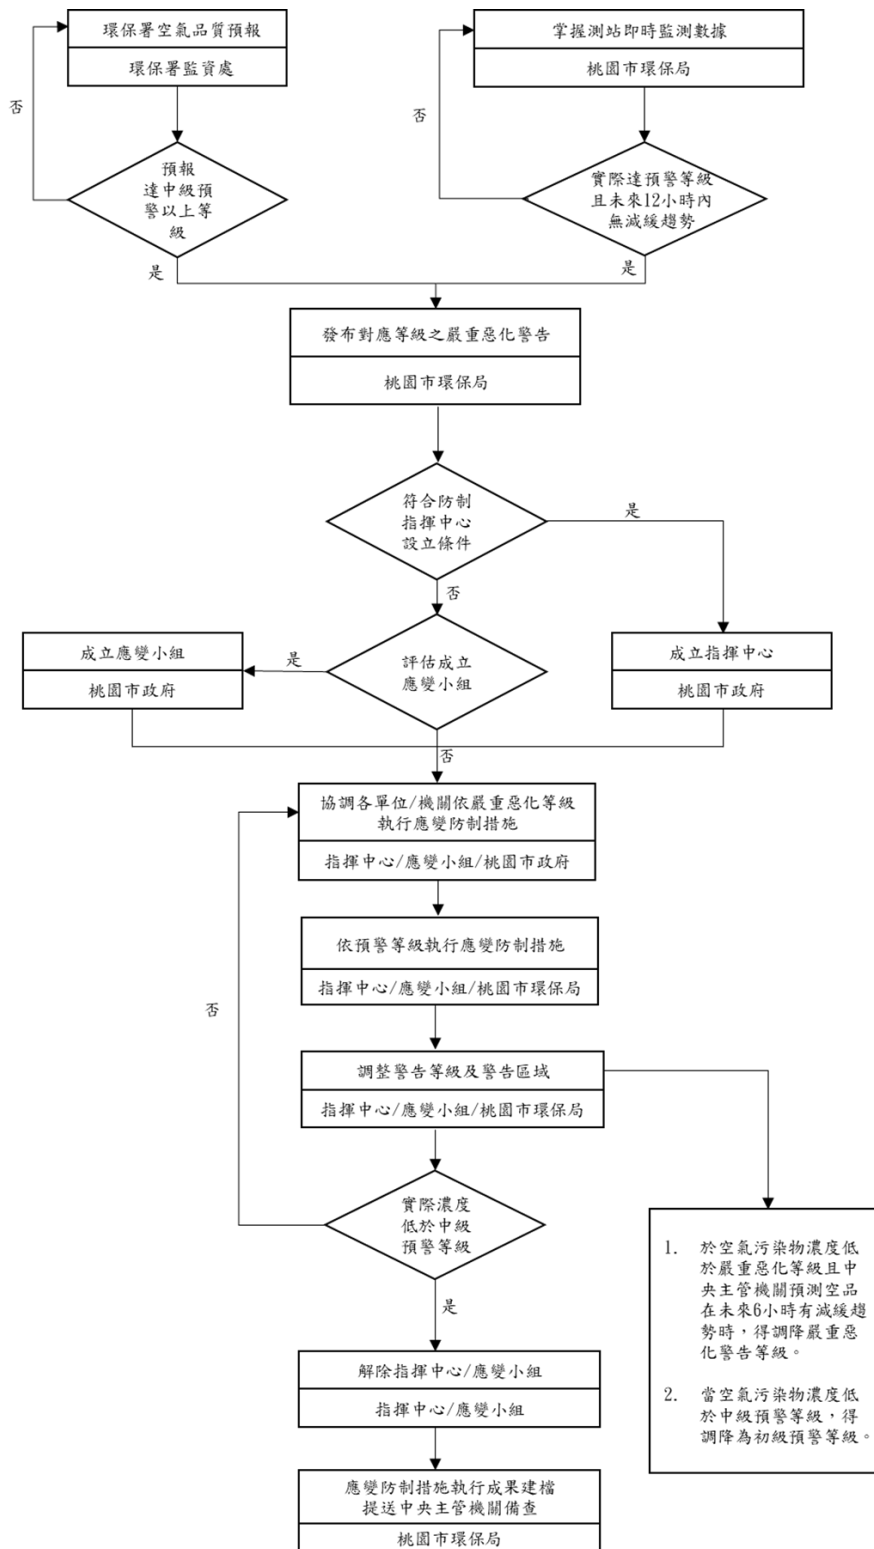 環保署空氣品質預報
環保署監資處
否
預報
達中級預
警以上等
級
是
掌握測站即時監測數據
桃園市環保局
否
實際達預警等級
且未來12小時內
無減緩趨勢
是
發布對應等級之嚴重惡化警告
桃園市環保局
符合防制
指揮中心
設立條件
是
否
成立應變小組
桃園市政府
是
評估成立
應變小組
成立指揮中心
桃園市政府
否
協調各單位/機關依嚴重惡化等級
執行應變防制措施
指揮中心/應變小組/桃園市政府
依預警等級執行應變防制措施
指揮中心/應變小組/桃園市環保局
否
調整警告等級及警告區域
指揮中心/應變小組/桃園市環保局
實際濃度
低於中級
預警等級
是
1. 於空氣污染物濃度低
於嚴重惡化等級且中
央主管機關預測空品
在未來6小時有減緩趨
勢時，得調降嚴重惡
化警告等級。
2. 當空氣污染物濃度低
於中級預警等級，得
調降為初級預警等級。
解除指揮中心/應變小組
指揮中心/應變小組
應變防制措施執行成果建檔
提送中央主管機關備查
桃園市環保局